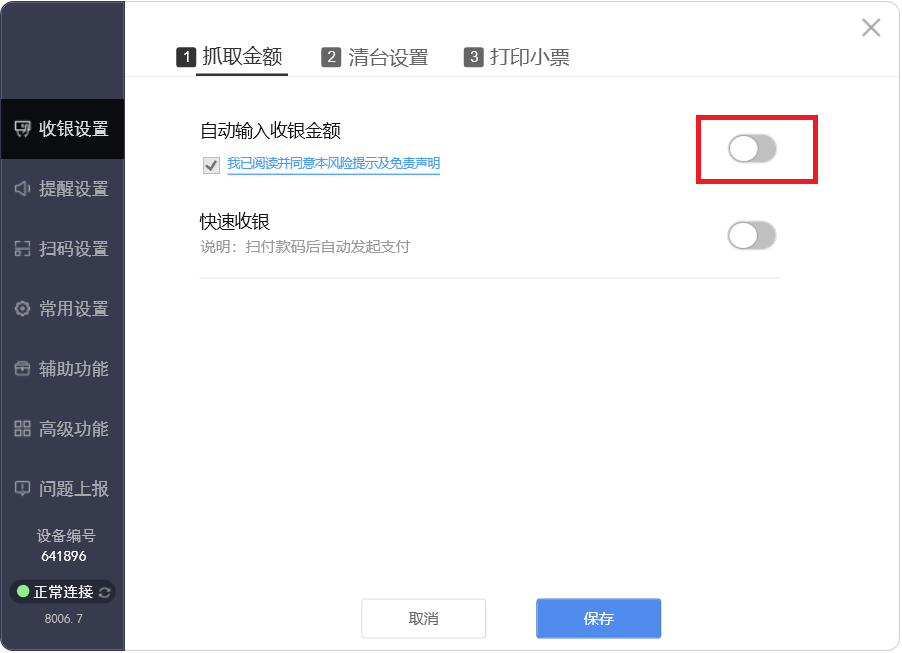 1 抓取金额
2 清台设置
3 打印小票
收银设置
提醒设置
扫码设置
常用设置
辅助功能
高级功能
问题上报
设备编号
641896
正常连接
8006. 7
自动输入收银金额
我已阅读并同意本风险提示及免责声明
快速收银
说明：扫付款码后自动发起支付
取消
保存